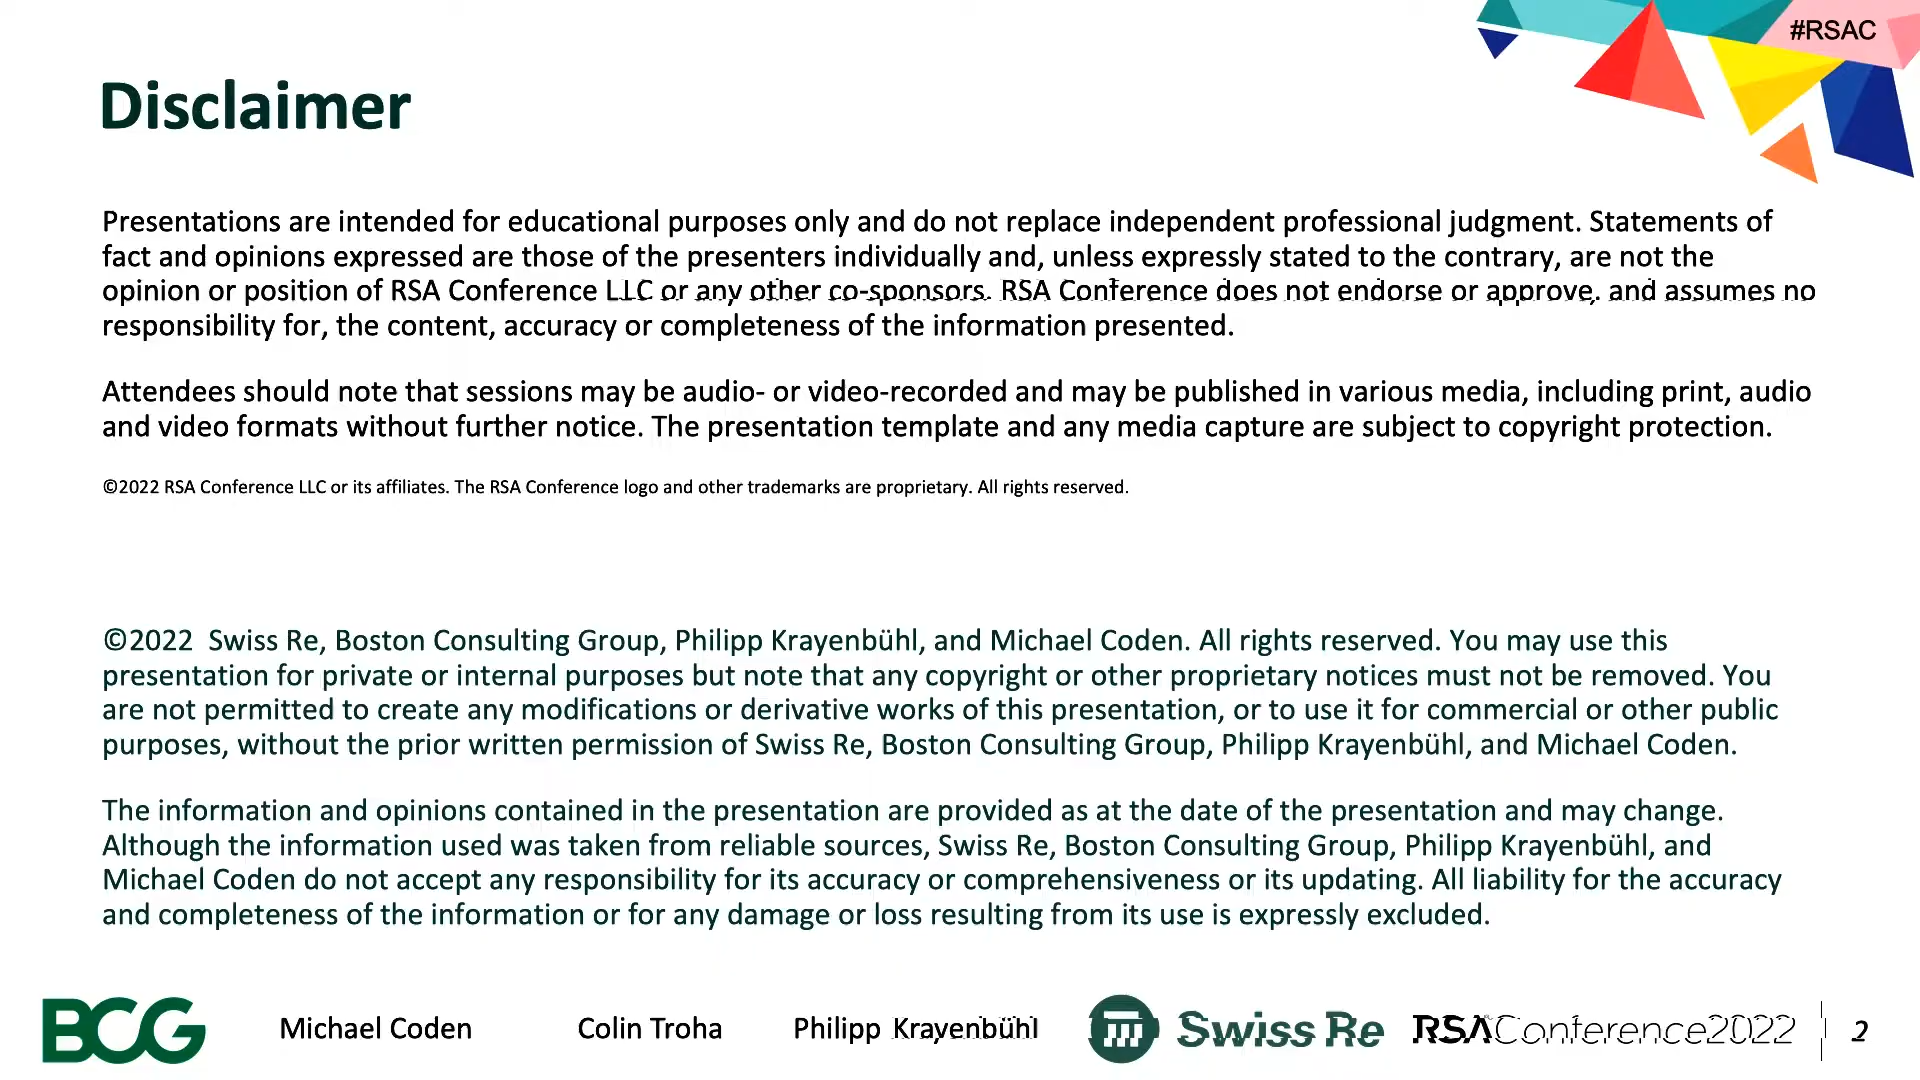 #RSAC
Disclaimer
Presentations are intended for educational purposes only and do not replace independent professional judgment. Statements of
fact and opinions expressed are those of the presenters individually and, unless expressly stated to the contrary, are not the
opinion or position of RSA Conference LLC or any other co-sponsors. RSA Conference does not endorse or approve, and assumes no
responsibility for, the content, accuracy or completeness of the information presented.
Attendees should note that sessions may be audio- or video-recorded and may be published in various media, including print, audio
and video formats without further notice. The presentation template and any media capture are subject to copyright protection.
©2022 RSA Conference LLC or its affiliates. The RSA Conference logo and other trademarks are proprietary. All rights reserved.
©2022 Swiss Re, Boston Consulting Group, Philipp Krayenbühl, and Michael Coden. All rights reserved. You may use this
presentation for private or internal purposes but note that any copyright or other proprietary notices must not be removed. You
are not permitted to create any modifications or derivative works of this presentation, or to use it for commercial or other public
purposes, without the prior written permission of Swiss Re, Boston Consulting Group, Philipp Krayenbühl, and Michael Coden.
The information and opinions contained in the presentation are provided as at the date of the presentation and may change.
Although the information used was taken from reliable sources, Swiss Re, Boston Consulting Group, Philipp Krayenbühl, and
Michael Coden do not accept any responsibility for its accuracy or comprehensiveness or its updating. All liability for the accuracy
and completeness of the information or for any damage or loss resulting from its use is expressly excluded.
BCG Michael Coden Colin Troha Philipp Krayenbühl Swiss Re RSAConference2022 2